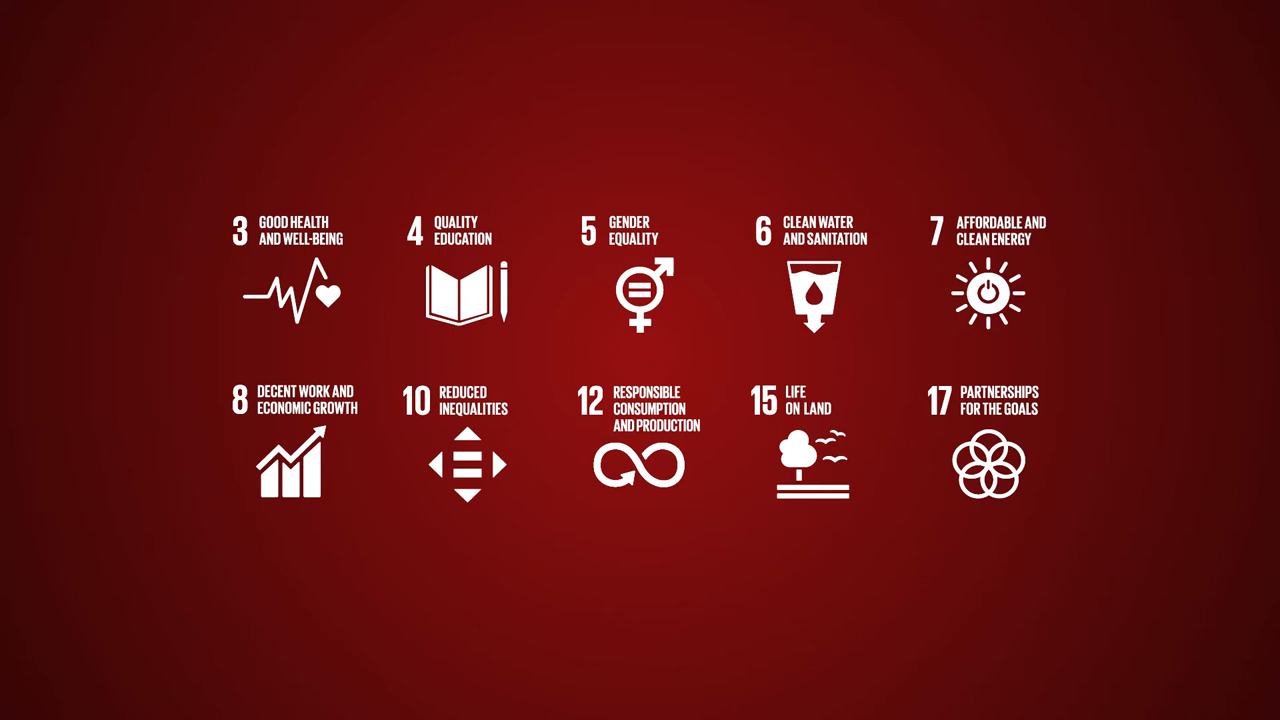 3 GOOD HEALTH
AND WELL-BEING
4 QUALITY
EDUCATION
5 GENDER
EQUALITY
6 CLEAN WATER
AND SANITATION
7 AFFORDABLE AND
CLEAN ENERGY
8 DECENT WORK AND
ECONOMIC GROWTH
10 REDUCED
INEQUALITIES
12 RESPONSIBLE
CONSUMPTION
AND PRODUCTION
15 LIFE
ON LAND
17 PARTNERSHIPS
FOR THE GOALS